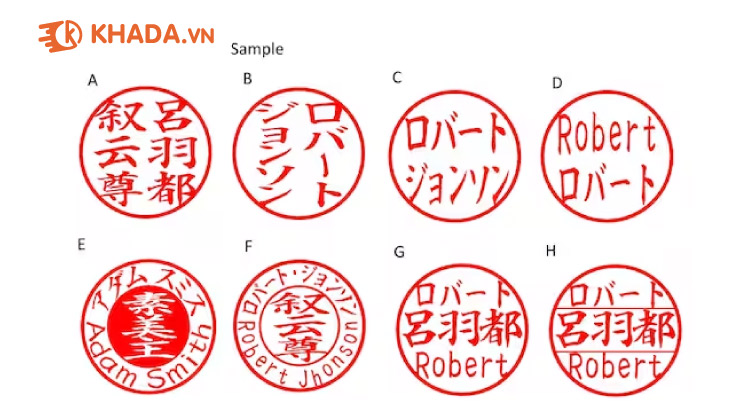 KHADA.VN
Sample
A
呂羽都
叙云尊
B
ロバート
ジョンソン
C
ロバート
ジョンソン
D
Robert
ロバート
E
アダム スミス
Adam Smith
F
ロバート・ジョンソン
叙云尊
Robert Jhonson
G
ロバート
呂羽都
Robert
H
ロバート
呂羽都
Robert